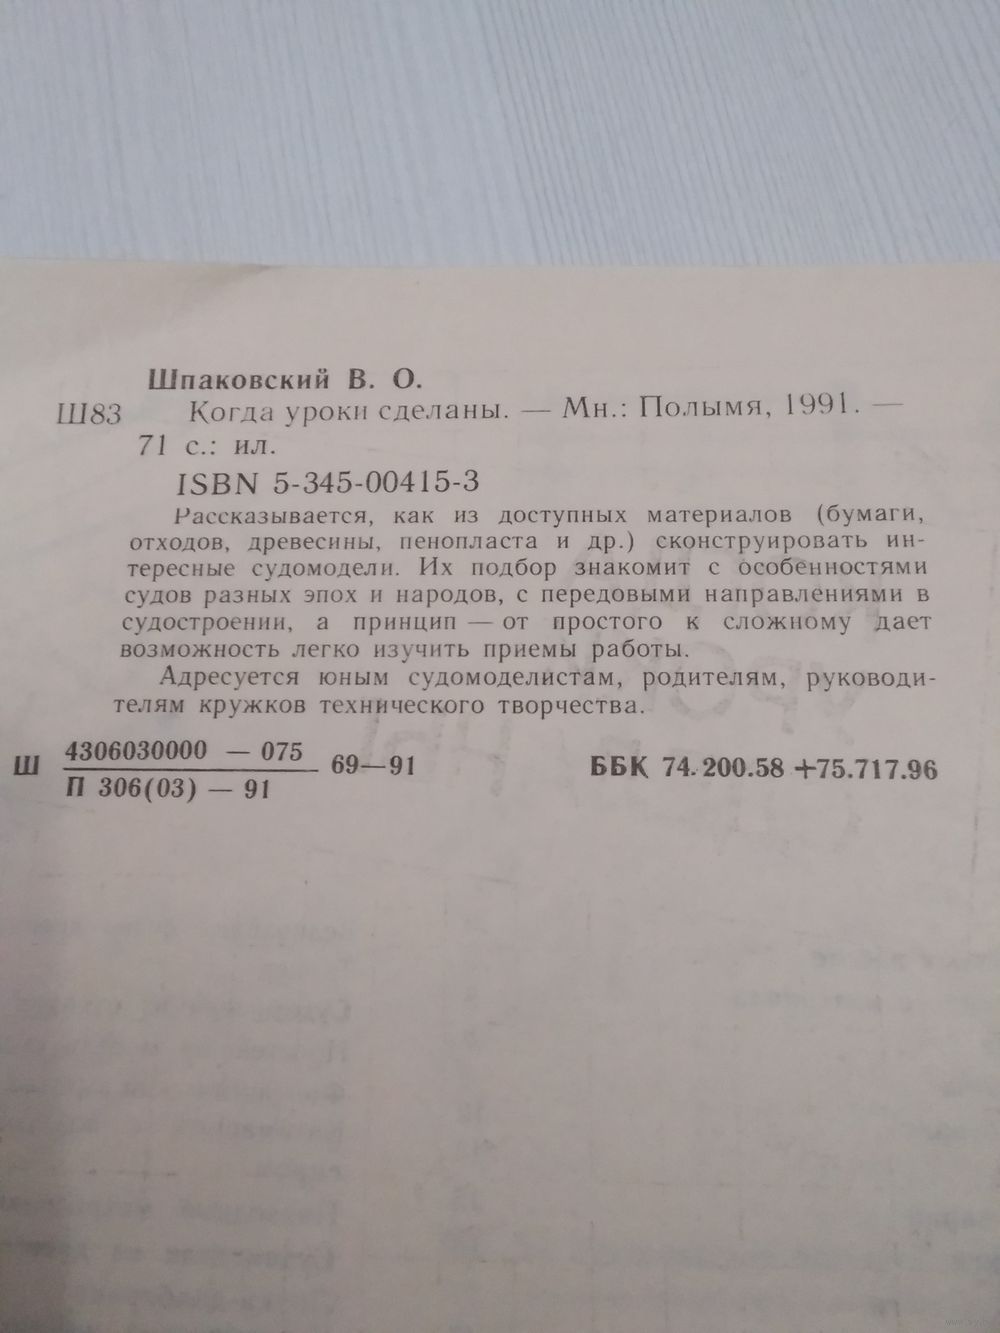 Шпаковский В. О.
Ш83 Когда уроки сделаны. — Мн.: Полымя, 1991. —
71 с.: ил.
ISBN 5-345-00415-3
Рассказывается, как из доступных материалов (бумаги,
отходов, древесины, пенопласта и др.) сконструировать ин-
тересные судомодели. Их подбор знакомит с особенностями
судов разных эпох и народов, с передовыми направлениями в
судостроении, а принцип — от простого к сложному дает
возможность легко изучить приемы работы.
Адресуется юным судомоделистам, родителям, руководи-
телям кружков технического творчества.
4306030000 — 075
Ш 69—91 ББК 74.200.58 +75.717.96
П 306(03) — 91